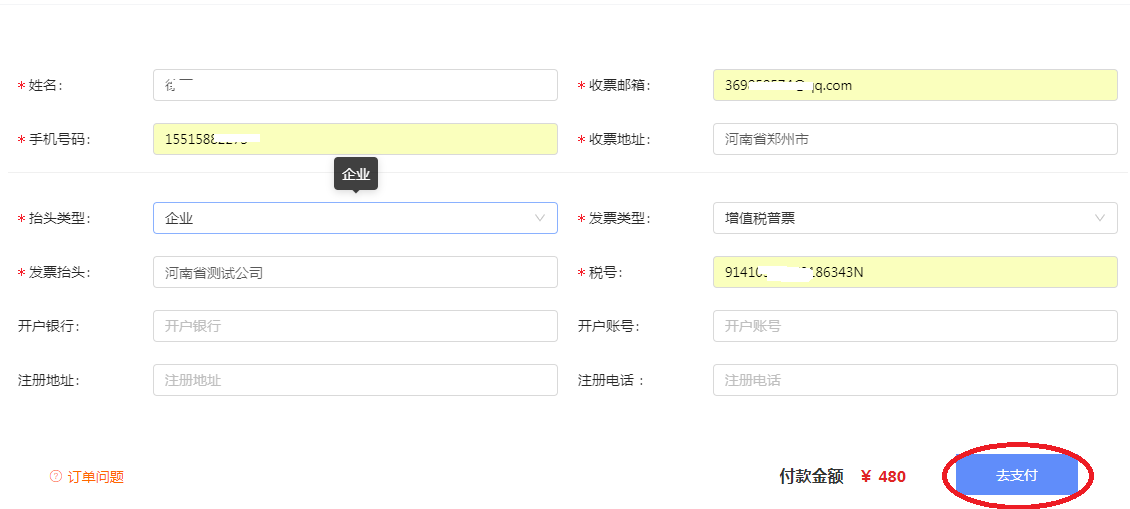 * 姓名:
* 收票邮箱: qq.com
* 手机号码: 1551588
* 收票地址: 河南省郑州市
企业
* 抬头类型: 企业
* 发票类型: 增值税普票
* 发票抬头: 河南省测试公司
* 税号: 9141 186343N
开户银行: 开户银行
开户账号: 开户账号
注册地址: 注册地址
注册电话 : 注册电话
? 订单问题
付款金额 ¥ 480
去支付